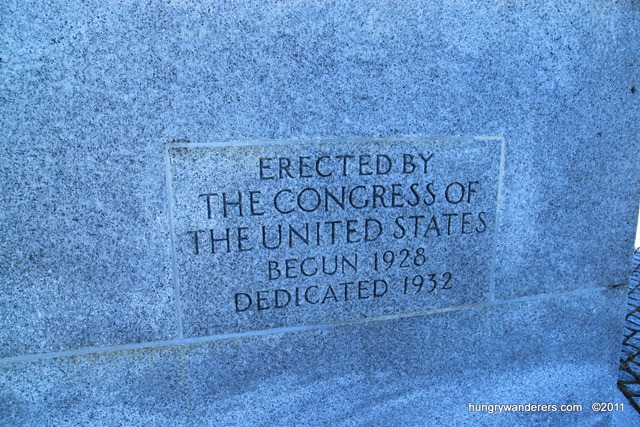 ERECTED BY
THE CONGRESS OF
THE UNITED STATES
BEGUN 1928
DEDICATED 1932
hungrywanderers.com ©2011